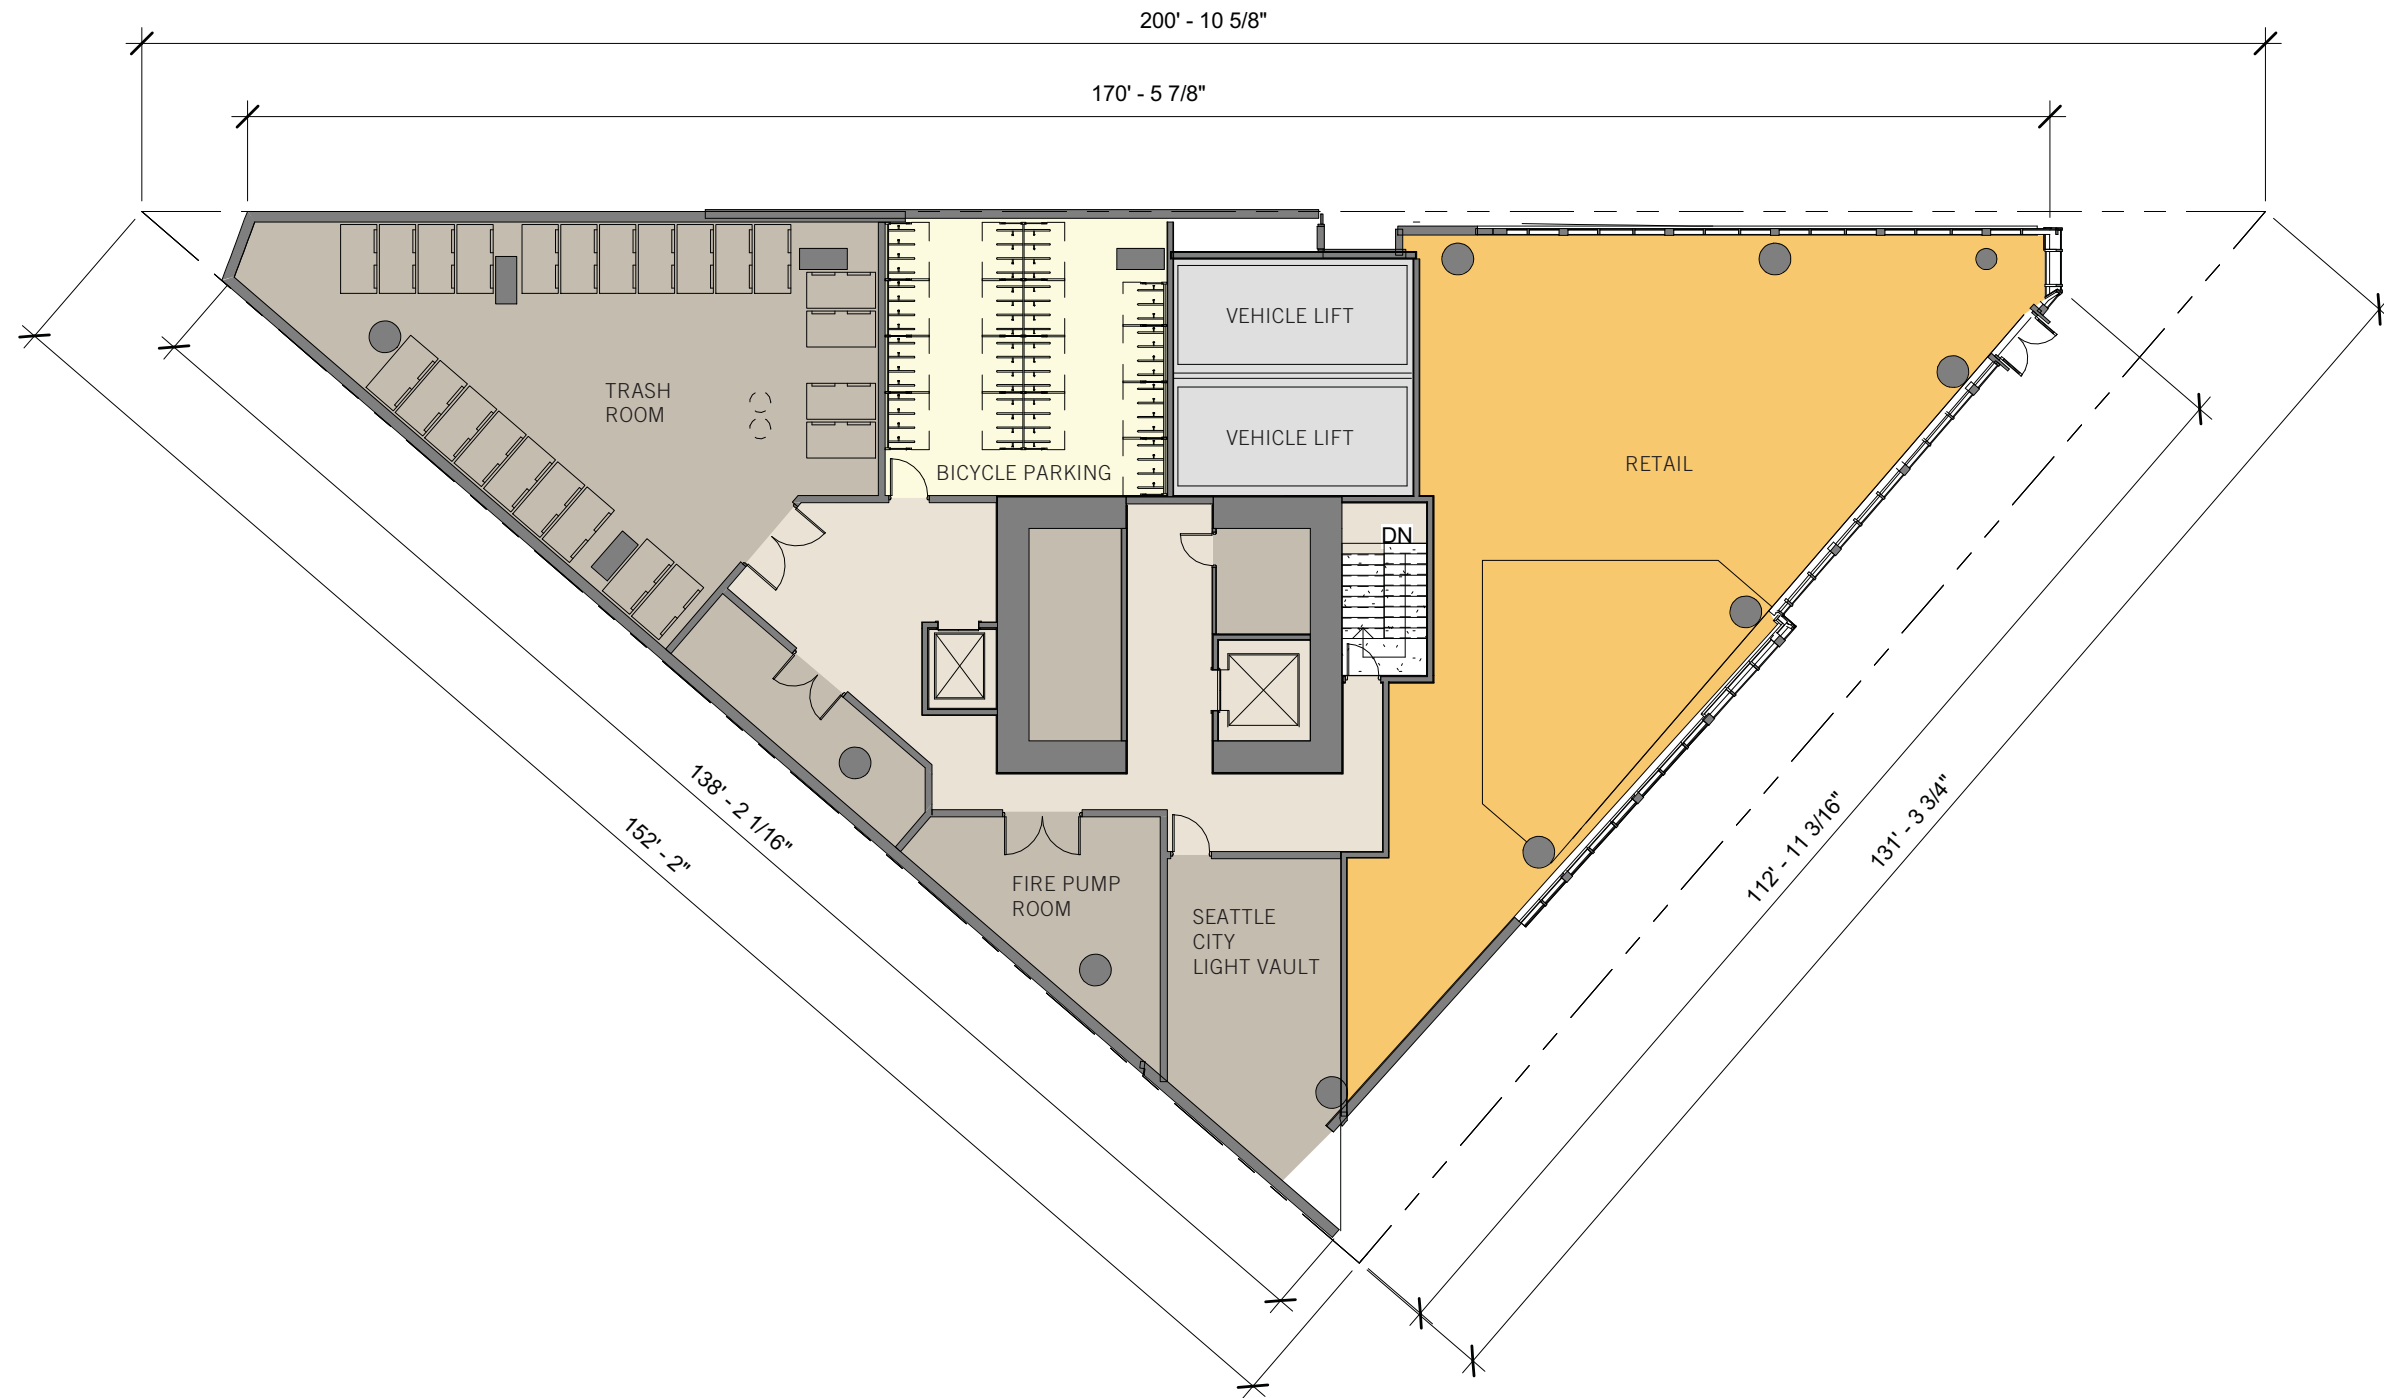 200' - 10 5/8"
170' - 5 7/8"
VEHICLE LIFT
TRASH
ROOM
VEHICLE LIFT
RETAIL
BICYCLE PARKING
DN
138' - 2 1/16"
152' - 2"
112' - 11 3/16"
131' - 3 3/4"
FIRE PUMP
ROOM
SEATTLE
CITY
LIGHT VAULT